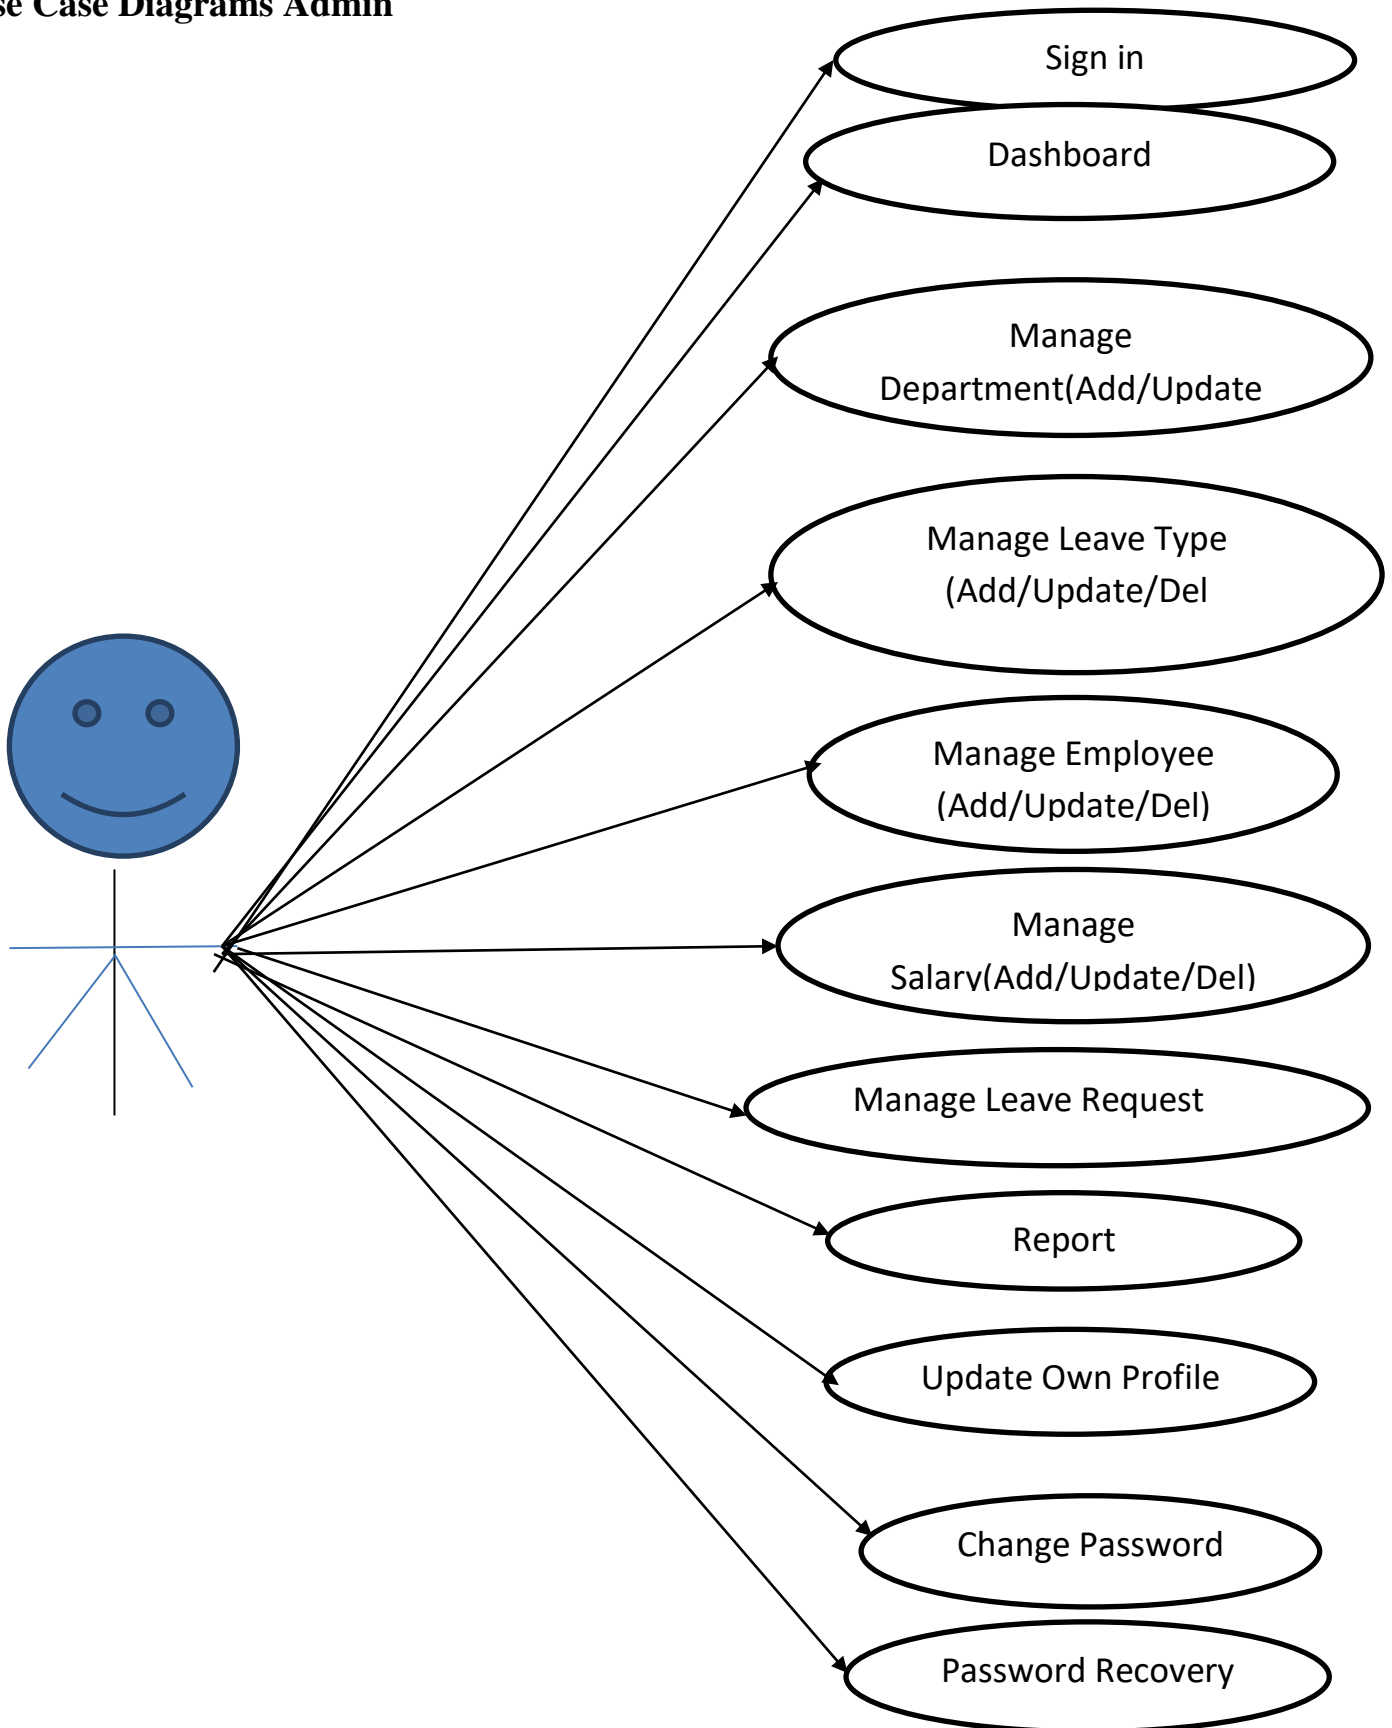 se Case Diagrams Admin
Sign in
Dashboard
Manage
Department(Add/Update
Manage Leave Type
(Add/Update/Del
Manage Employee
(Add/Update/Del)
Manage
Salary(Add/Update/Del)
Manage Leave Request
Report
Update Own Profile
Change Password
Password Recovery